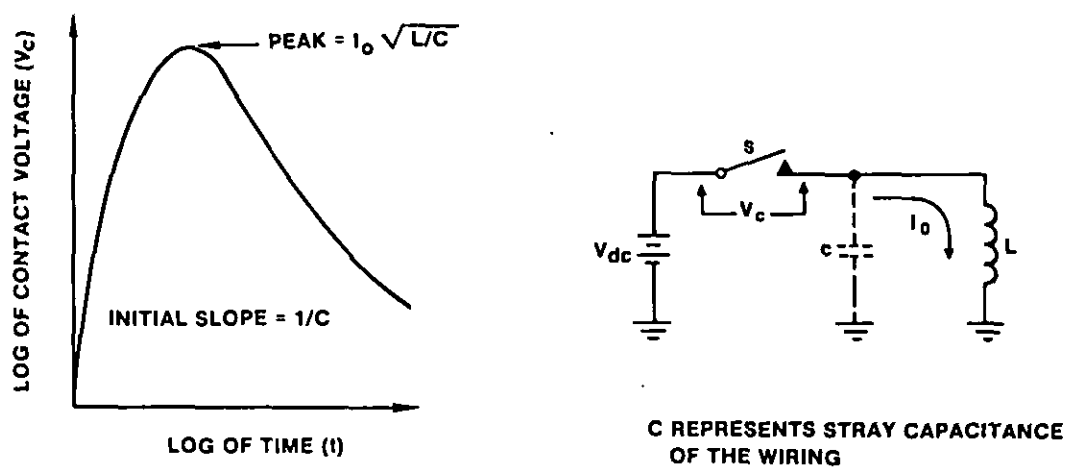 PEAK = I₀ √L/C
LOG OF CONTACT VOLTAGE (Vc)
INITIAL SLOPE = 1/C
LOG OF TIME (t)
S
Vc
I₀
Vdc
C
L
C REPRESENTS STRAY CAPACITANCE
OF THE WIRING